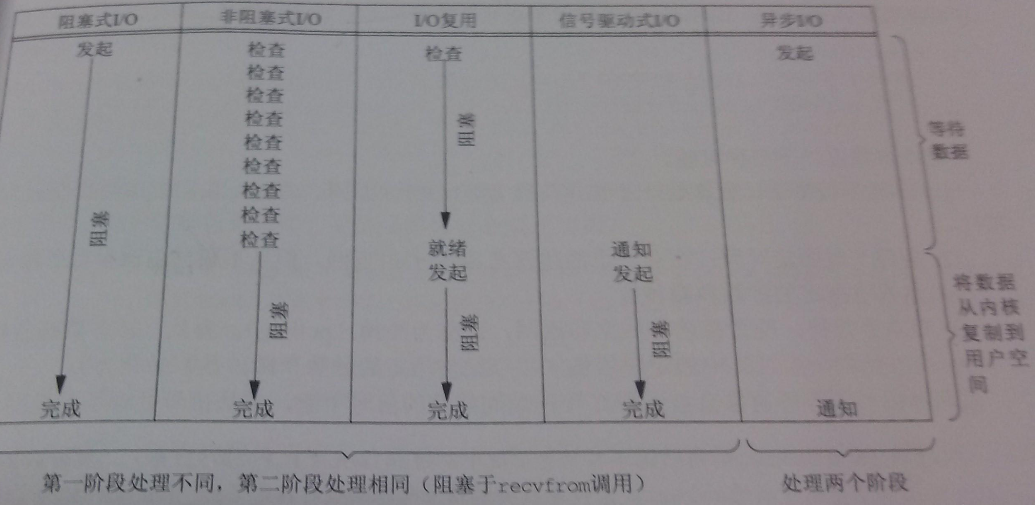 阻塞式I/O 非阻塞式I/O I/O复用 信号驱动式I/O 异步I/O
发起 检查 检查 发起
检查
检查
检查
检查
检查
检查
检查
检查
阻塞
阻塞
就绪 通知
发起 发起
阻塞 阻塞 阻塞
完成 完成 完成 完成 通知
等待
数据
将数据
从内核
复制到
用户空
间
第一阶段处理不同，第二阶段处理相同（阻塞于recvfrom调用） 处理两个阶段